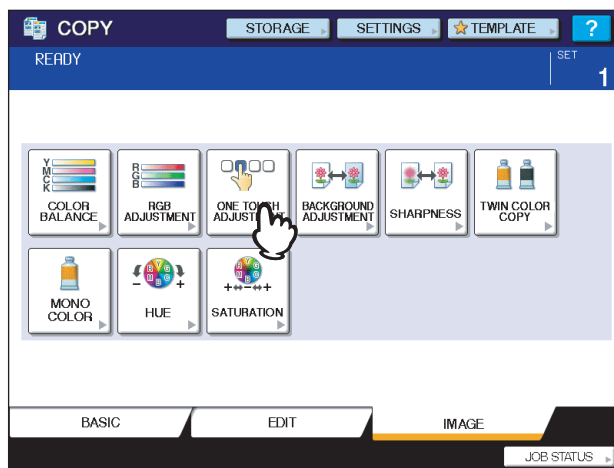 COPY
STORAGE
SETTINGS
TEMPLATE
?
READY
SET
1
Y
M
C
K
COLOR
BALANCE
R
G
B
RGB
ADJUSTMENT
ONE TOUCH
ADJUSTMENT
BACKGROUND
ADJUSTMENT
SHARPNESS
TWIN COLOR
COPY
MONO
COLOR
HUE
SATURATION
BASIC
EDIT
IMAGE
JOB STATUS